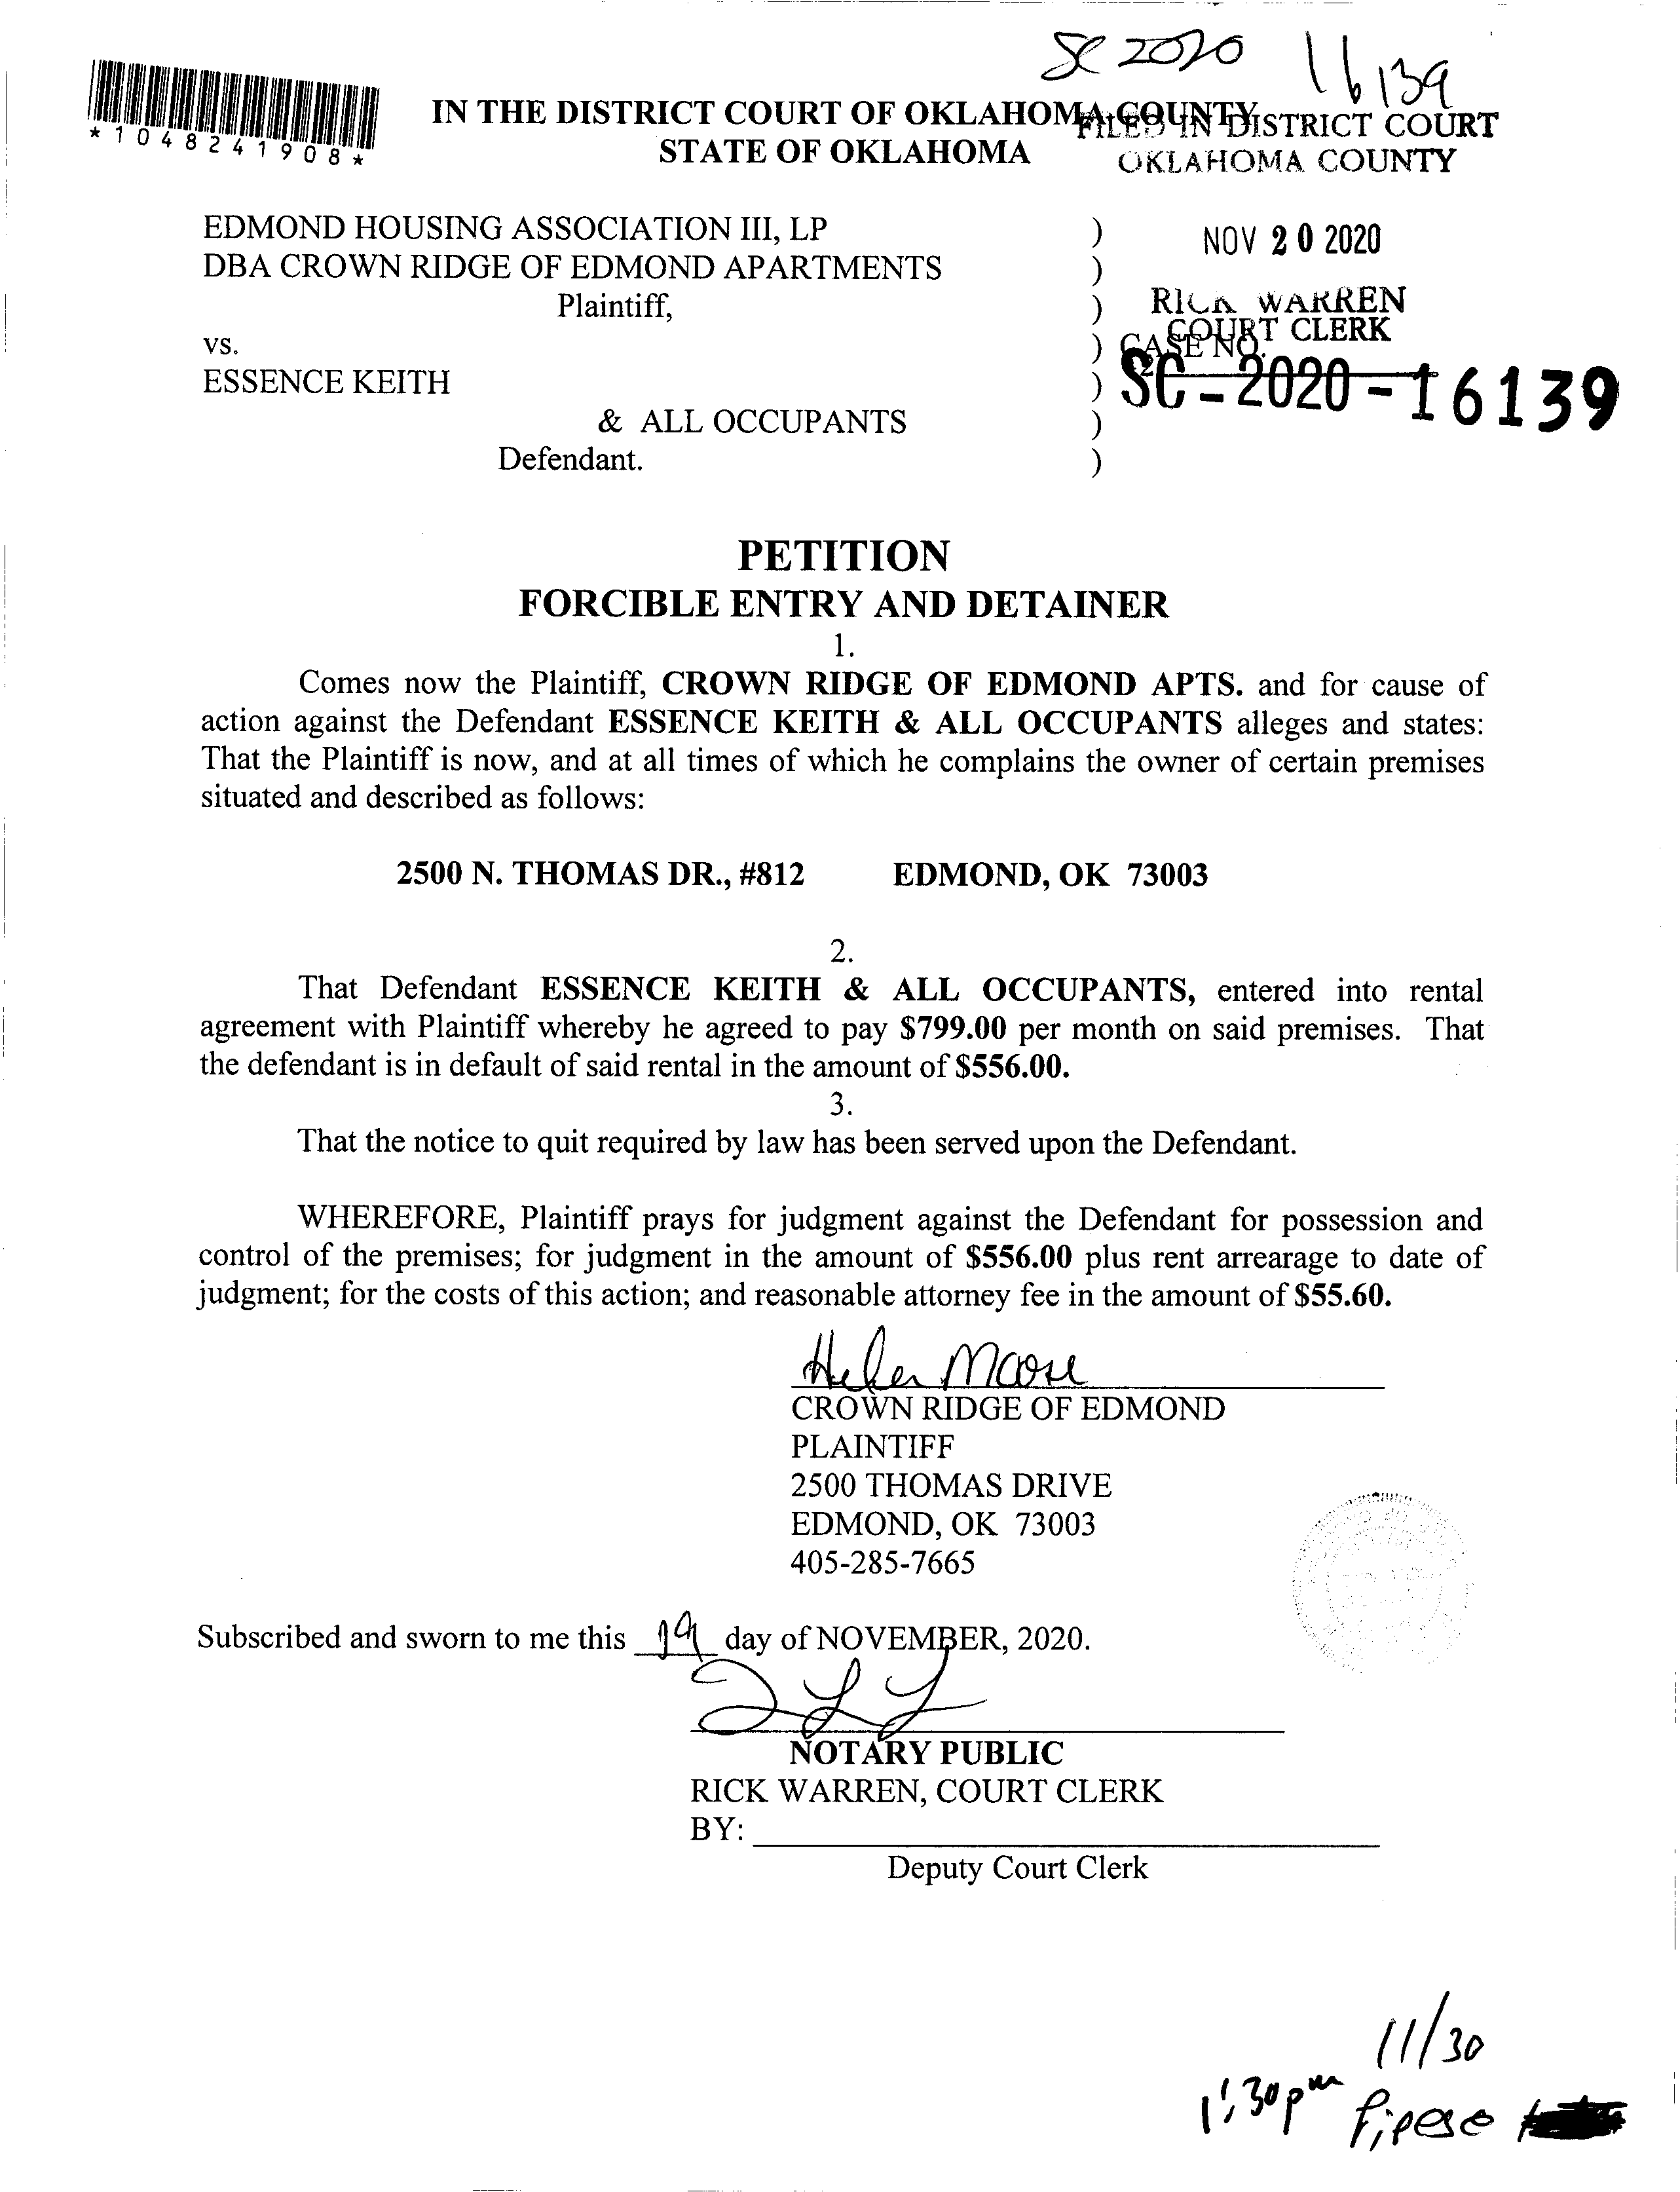 SC 2020 16139
*1048241908*
IN THE DISTRICT COURT OF OKLAHOMA COUNTY
STATE OF OKLAHOMA
FILED IN DISTRICT COURT
OKLAHOMA COUNTY
NOV 20 2020
RICK WARREN
COURT CLERK
EDMOND HOUSING ASSOCIATION III, LP )
DBA CROWN RIDGE OF EDMOND APARTMENTS )
Plaintiff, )
vs. ) CASE NO.
ESSENCE KEITH ) SC-2020-16139
& ALL OCCUPANTS )
Defendant. )
PETITION
FORCIBLE ENTRY AND DETAINER
1.
Comes now the Plaintiff, CROWN RIDGE OF EDMOND APTS. and for cause of
action against the Defendant ESSENCE KEITH & ALL OCCUPANTS alleges and states:
That the Plaintiff is now, and at all times of which he complains the owner of certain premises
situated and described as follows:
2500 N. THOMAS DR., #812 EDMOND, OK 73003
2.
That Defendant ESSENCE KEITH & ALL OCCUPANTS, entered into rental
agreement with Plaintiff whereby he agreed to pay $799.00 per month on said premises. That
the defendant is in default of said rental in the amount of $556.00.
3.
That the notice to quit required by law has been served upon the Defendant.
WHEREFORE, Plaintiff prays for judgment against the Defendant for possession and
control of the premises; for judgment in the amount of $556.00 plus rent arrearage to date of
judgment; for the costs of this action; and reasonable attorney fee in the amount of $55.60.
Helen Moose
CROWN RIDGE OF EDMOND
PLAINTIFF
2500 THOMAS DRIVE
EDMOND, OK 73003
405-285-7665
Subscribed and sworn to me this 19 day of NOVEMBER, 2020.
NOTARY PUBLIC
RICK WARREN, COURT CLERK
BY:
Deputy Court Clerk
11/30
1:30pm